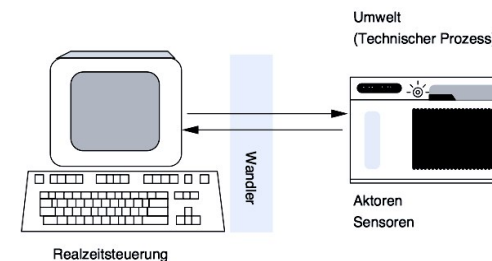 Umwelt
(Technischer Prozess
Wandler
Aktoren
Sensoren
Realzeitsteuerung